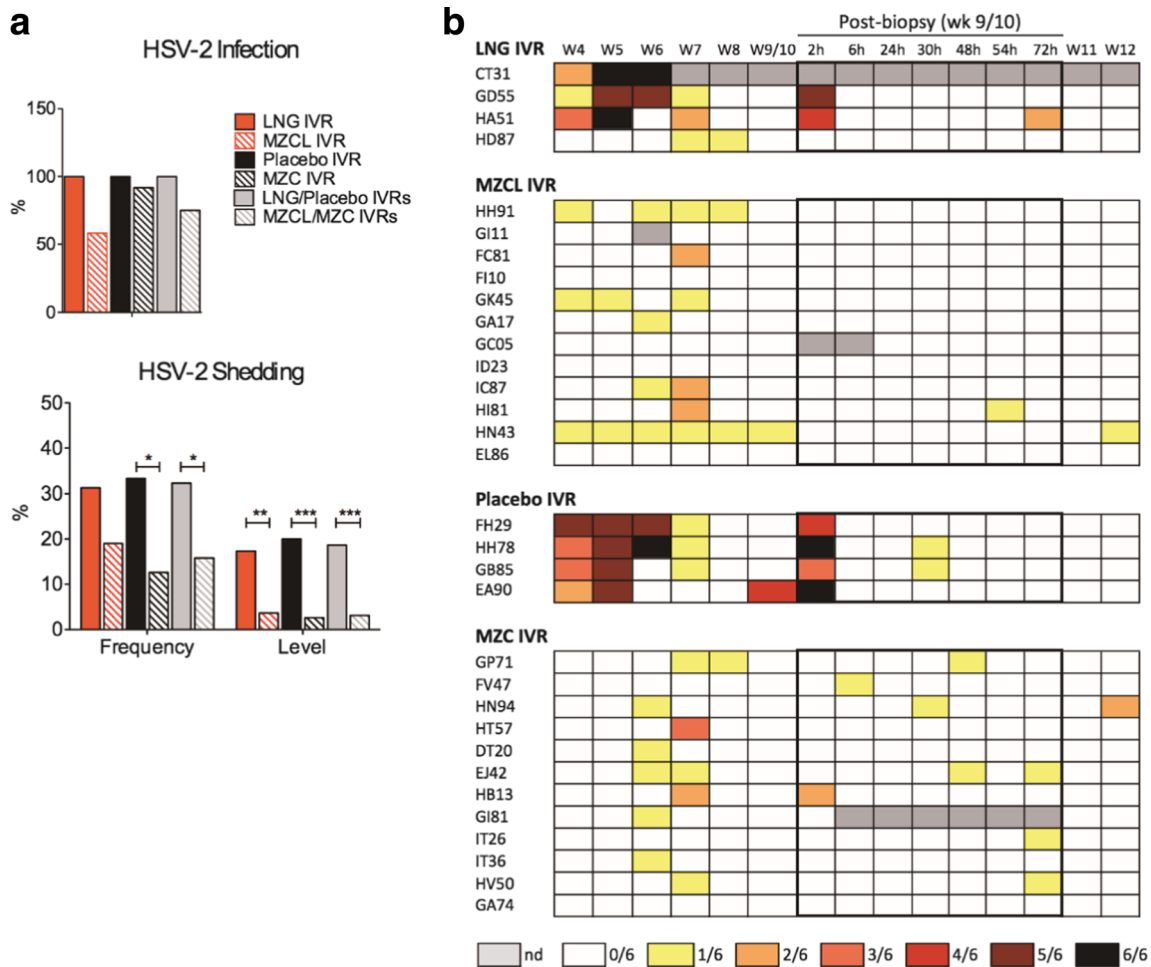 a
HSV-2 Infection
150
100
50
0
%
LNG IVR
MZCL IVR
Placebo IVR
MZC IVR
LNG/Placebo IVRs
MZCL/MZC IVRs
HSV-2 Shedding
50
40
30
20
10
0
%
* * ** *** ***
Frequency Level
b
Post-biopsy (wk 9/10)
LNG IVR W4 W5 W6 W7 W8 W9/10 2h 6h 24h 30h 48h 54h 72h W11 W12
CT31
GD55
HA51
HD87
MZCL IVR
HH91
GI11
FC81
FI10
GK45
GA17
GC05
ID23
IC87
HI81
HN43
EL86
Placebo IVR
FH29
HH78
GB85
EA90
MZC IVR
GP71
FV47
HN94
HT57
DT20
EJ42
HB13
GI81
IT26
IT36
HV50
GA74
nd 0/6 1/6 2/6 3/6 4/6 5/6 6/6